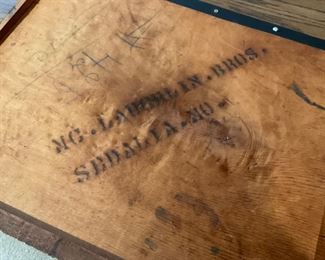 MC. LAUGHLIN. BROS.
SEDALIA. MO.